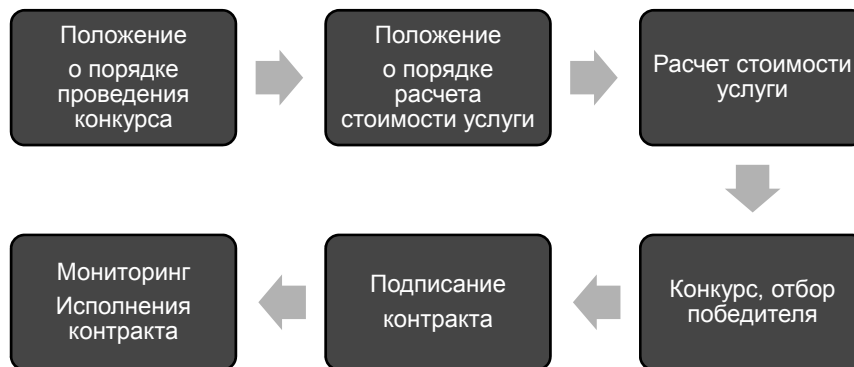 Положение
о порядке
проведения
конкурса
Положение
о порядке
расчета
стоимости услуги
Расчет стоимости
услуги
Конкурс, отбор
победителя
Подписание
контракта
Мониторинг
Исполнения
контракта